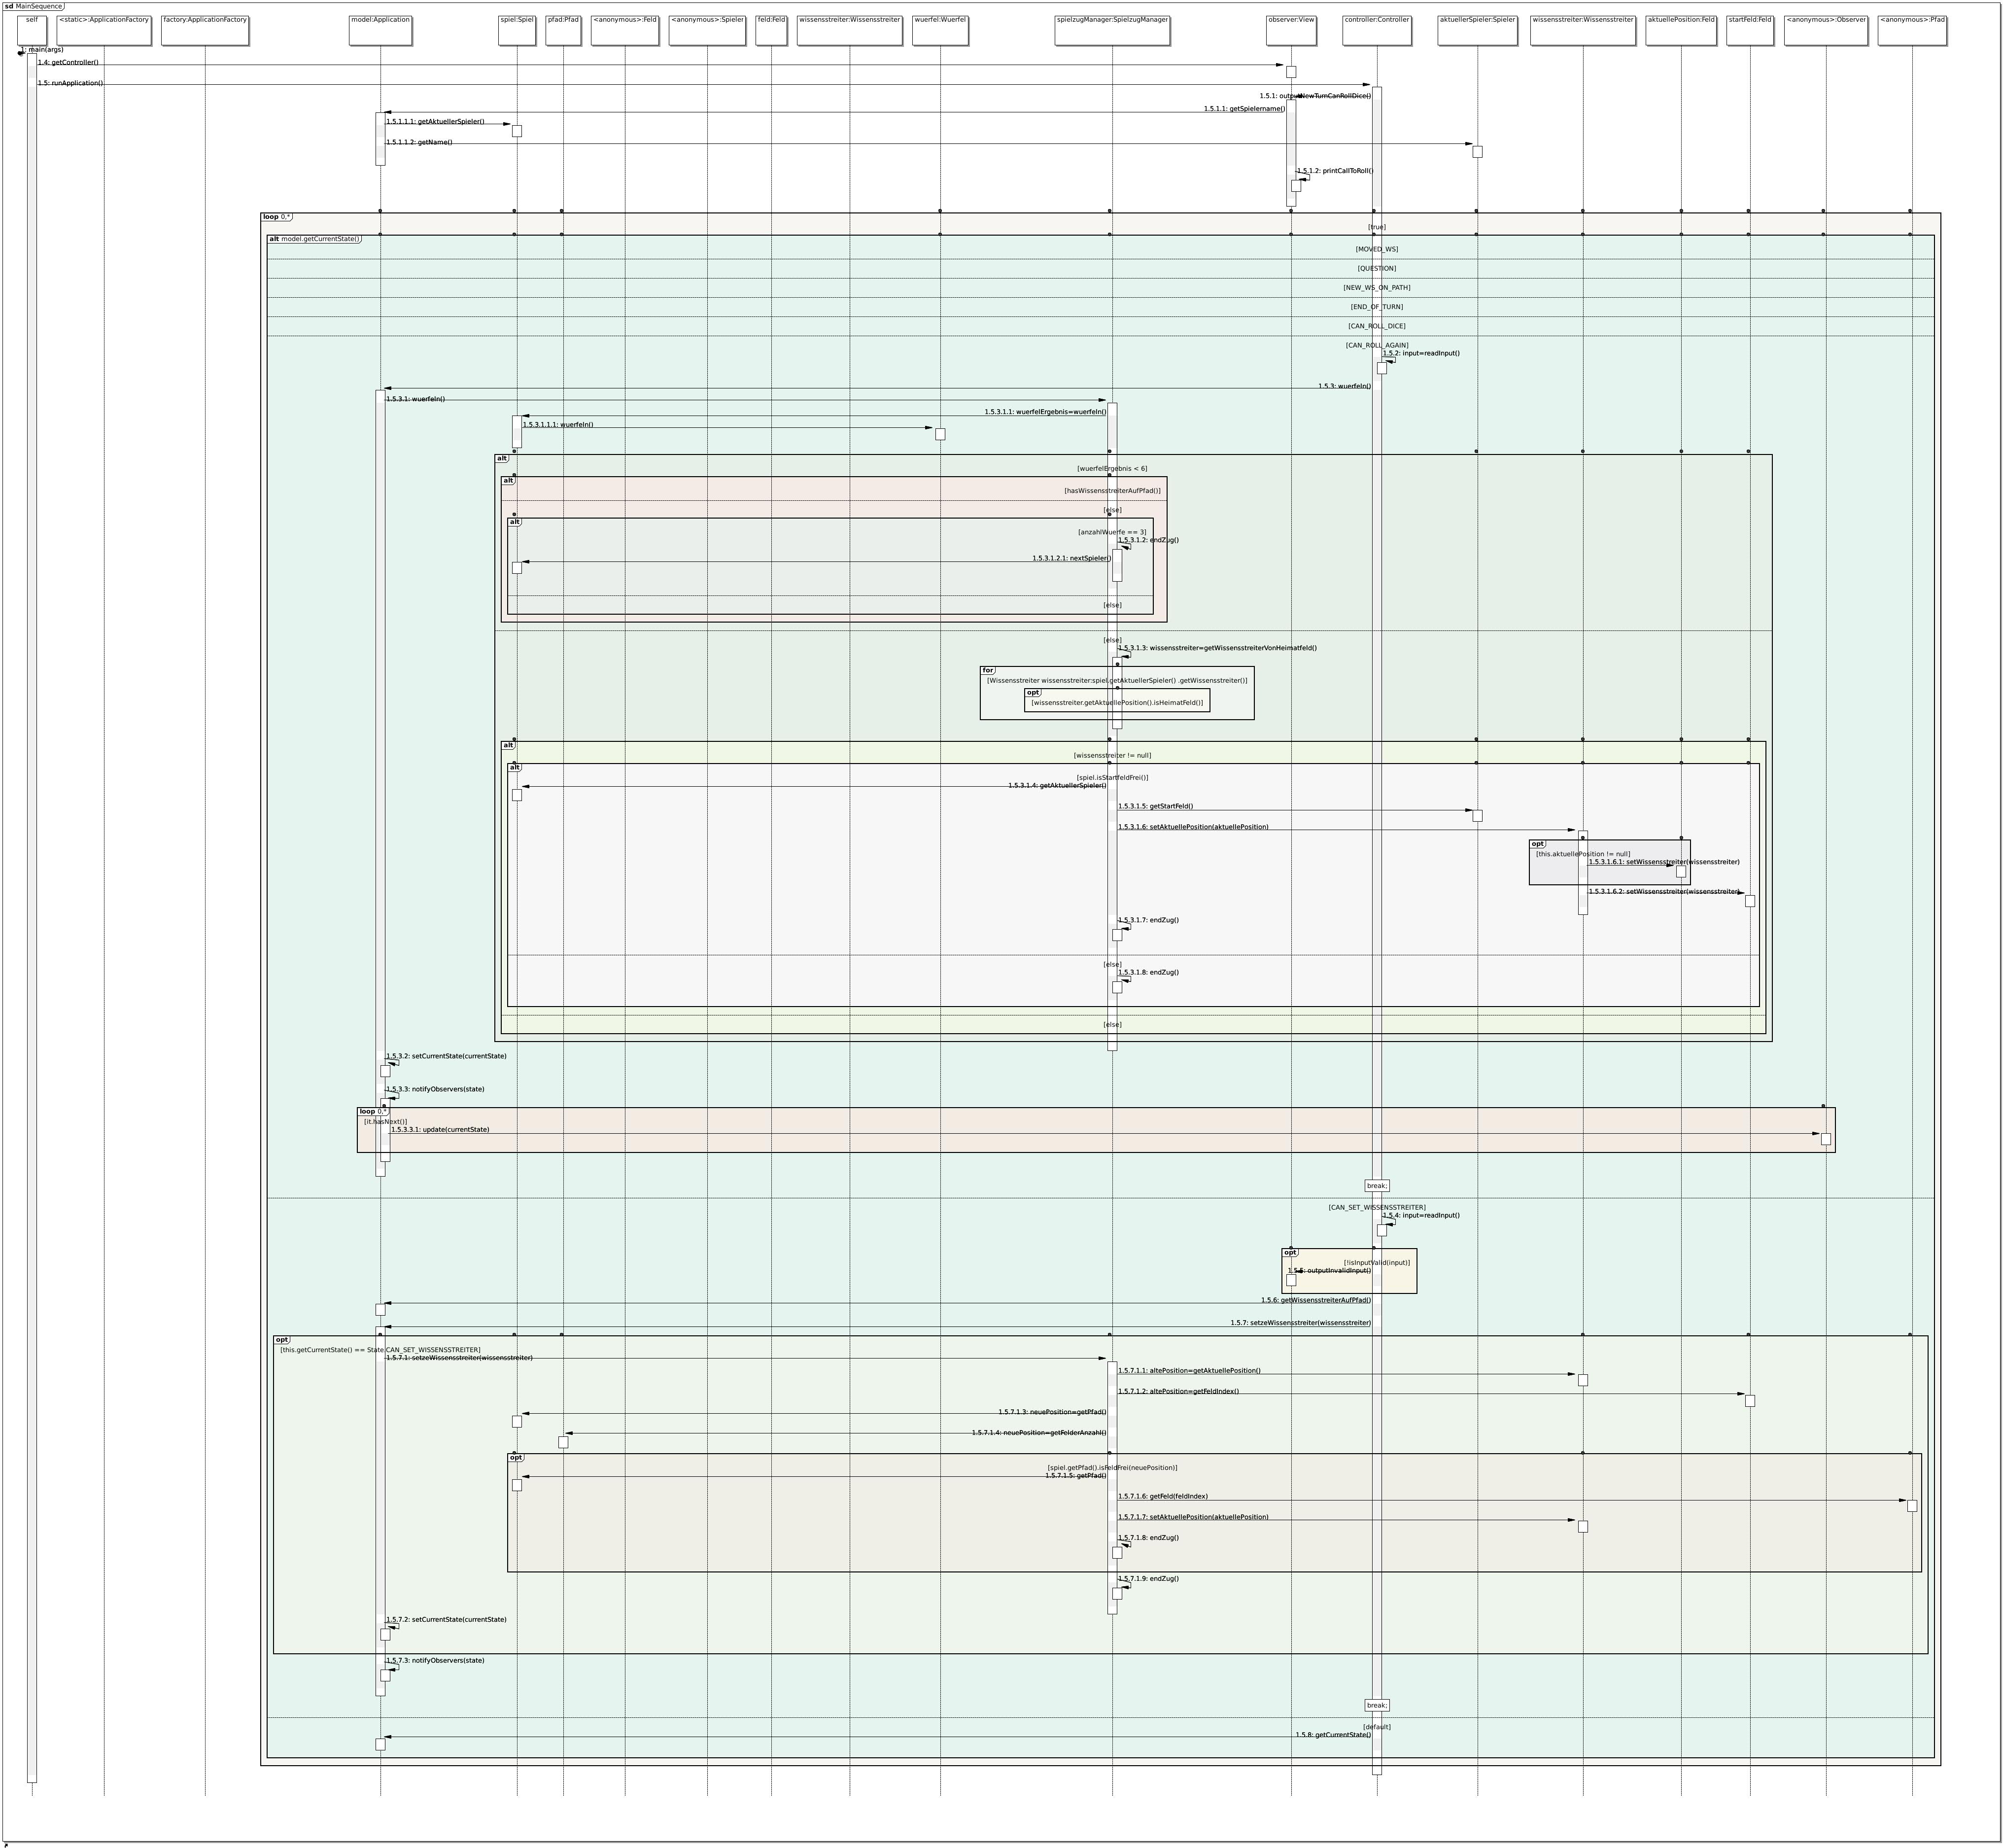 sd MainSequence
self
<static>:ApplicationFactory
factory:ApplicationFactory
model:Application
spiel:Spiel
pfad:Pfad
<anonymous>:Feld
<anonymous>:Spieler
feld:Feld
wissensstreiter:Wissensstreiter
wuerfel:Wuerfel
spielzugManager:SpielzugManager
observer:View
controller:Controller
aktuellerSpieler:Spieler
wissensstreiter:Wissensstreiter
aktuellePosition:Feld
startFeld:Feld
<anonymous>:Observer
<anonymous>:Pfad
1: main(args)
1.4: getController()
1.5: runApplication()
1.5.1: outputNewTurnCanRollDice()
1.5.1.1: getSpielername()
1.5.1.1.1: getAktuellerSpieler()
1.5.1.1.2: getName()
1.5.1.2: printCallToRoll()
loop 0,*
[true]
alt model.getCurrentState()
[MOVED_WS]
[QUESTION]
[NEW_WS_ON_PATH]
[END_OF_TURN]
[CAN_ROLL_DICE]
[CAN_ROLL_AGAIN]
1.5.2: input=readInput()
1.5.3: wuerfeln()
1.5.3.1: wuerfeln()
1.5.3.1.1: wuerfelErgebnis=wuerfeln()
1.5.3.1.1.1: wuerfeln()
alt
[wuerfelErgebnis < 6]
alt
[hasWissensstreiterAufPfad()]
[else]
alt
[anzahlWuerfe == 3]
1.5.3.1.2: endZug()
1.5.3.1.2.1: nextSpieler()
[else]
[else]
1.5.3.1.3: wissensstreiter=getWissensstreiterVonHeimatfeld()
for
[Wissensstreiter wissensstreiter:spiel.getAktuellerSpieler() .getWissensstreiter()]
opt
[wissensstreiter.getAktuellePosition().isHeimatFeld()]
alt
[wissensstreiter != null]
alt
[spiel.isStartfeldFrei()]
1.5.3.1.4: getAktuellerSpieler()
1.5.3.1.5: getStartFeld()
1.5.3.1.6: setAktuellePosition(aktuellePosition)
opt
[this.aktuellePosition != null]
1.5.3.1.6.1: setWissensstreiter(wissensstreiter)
1.5.3.1.6.2: setWissensstreiter(wissensstreiter)
1.5.3.1.7: endZug()
[else]
1.5.3.1.8: endZug()
[else]
1.5.3.2: setCurrentState(currentState)
1.5.3.3: notifyObservers(state)
loop 0,*
[it.hasNext()]
1.5.3.3.1: update(currentState)
break;
[CAN_SET_WISSENSSTREITER]
1.5.4: input=readInput()
opt
[!isInputValid(input)]
1.5.5: outputInvalidInput()
1.5.6: getWissensstreiterAufPfad()
1.5.7: setzeWissensstreiter(wissensstreiter)
opt
[this.getCurrentState() == State.CAN_SET_WISSENSSTREITER]
1.5.7.1: setzeWissensstreiter(wissensstreiter)
1.5.7.1.1: altePosition=getAktuellePosition()
1.5.7.1.2: altePosition=getFeldIndex()
1.5.7.1.3: neuePosition=getPfad()
1.5.7.1.4: neuePosition=getFelderAnzahl()
opt
[spiel.getPfad().isFeldFrei(neuePosition)]
1.5.7.1.5: getPfad()
1.5.7.1.6: getFeld(feldIndex)
1.5.7.1.7: setAktuellePosition(aktuellePosition)
1.5.7.1.8: endZug()
1.5.7.1.9: endZug()
1.5.7.2: setCurrentState(currentState)
1.5.7.3: notifyObservers(state)
break;
[default]
1.5.8: getCurrentState()